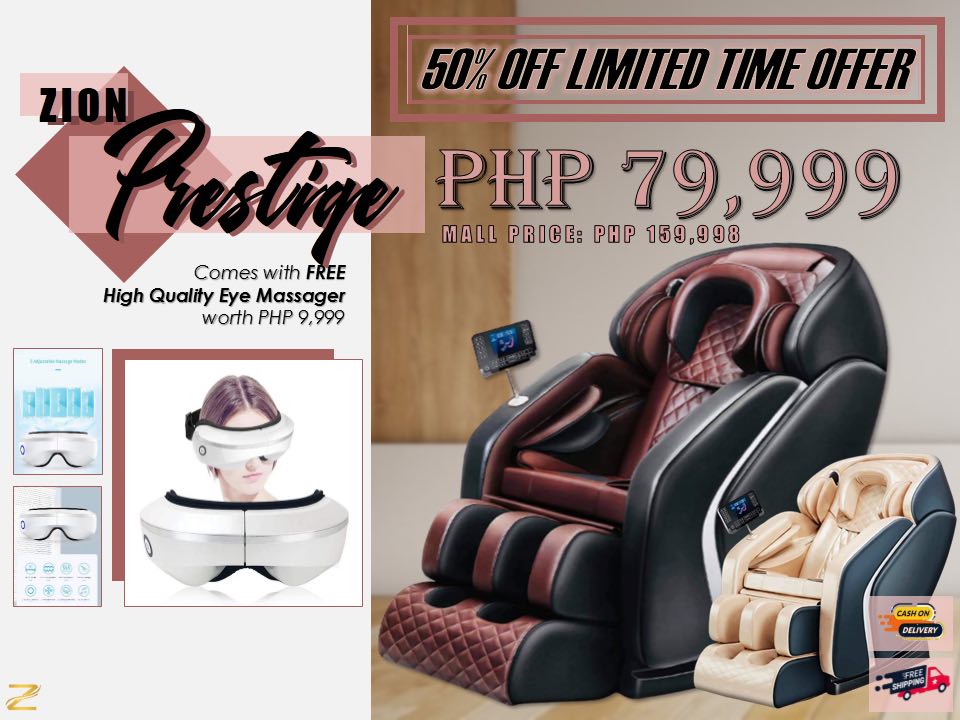 ZION
Prestige
Comes with FREE
High Quality Eye Massager
worth PHP 9,999
50% OFF LIMITED TIME OFFER
PHP 79,999
MALL PRICE: PHP 159,998
CASH ON
DELIVERY
FREE
SHIPPING